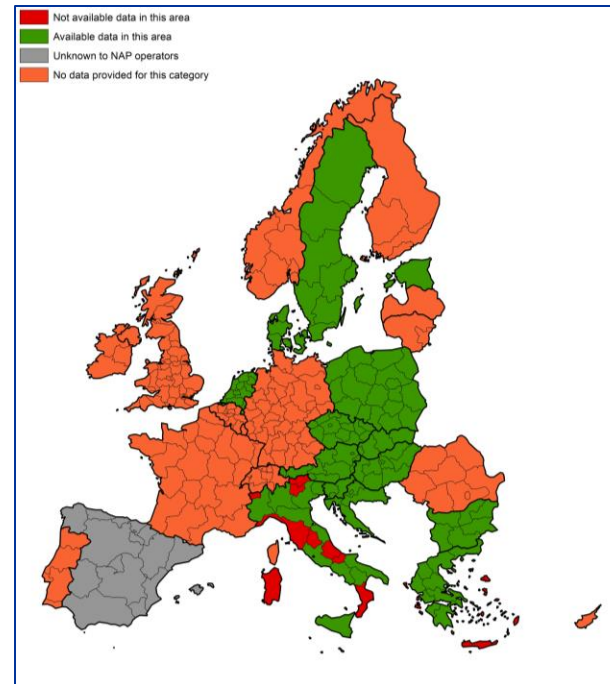 Not available data in this area
Available data in this area
Unknown to NAP operators
No data provided for this category